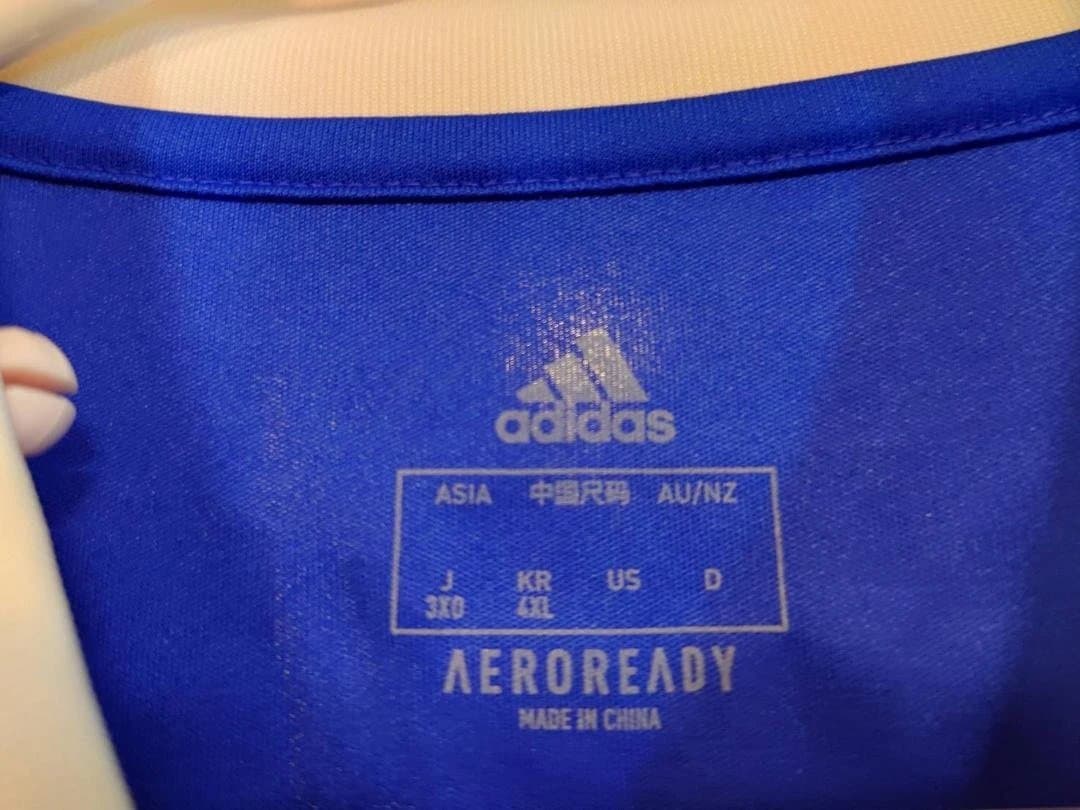 adidas
ASIA 中国尺码 AU/NZ
J KR US D
3XO 4XL
AEROREADY
MADE IN CHINA